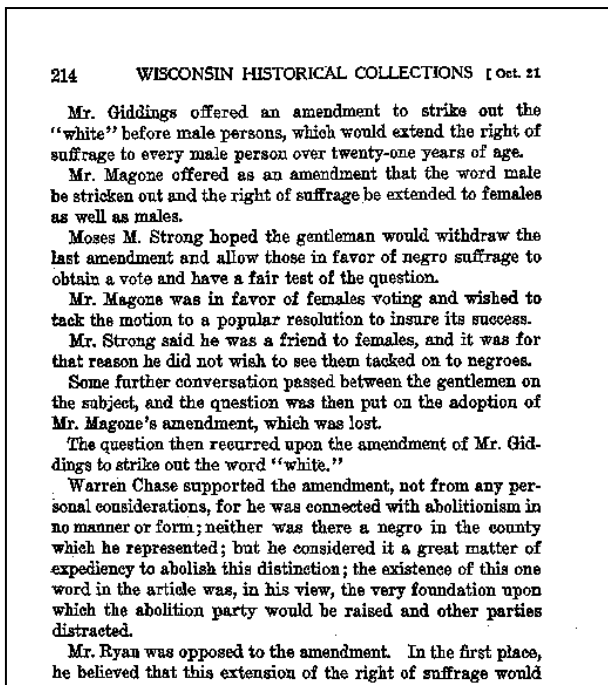 214 WISCONSIN HISTORICAL COLLECTIONS [ Oct. 21
Mr. Giddings offered an amendment to strike out the
"white" before male persons, which would extend the right of
suffrage to every male person over twenty-one years of age.
Mr. Magone offered as an amendment that the word male
be stricken out and the right of suffrage be extended to females
as well as males.
Moses M. Strong hoped the gentleman would withdraw the
last amendment and allow those in favor of negro suffrage to
obtain a vote and have a fair test of the question.
Mr. Magone was in favor of females voting and wished to
tack the motion to a popular resolution to insure its success.
Mr. Strong said he was a friend to females, and it was for
that reason he did not wish to see them tacked on to negroes.
Some further conversation passed between the gentlemen on
the subject, and the question was then put on the adoption of
Mr. Magone's amendment, which was lost.
The question then recurred upon the amendment of Mr. Gid-
dings to strike out the word "white."
Warren Chase supported the amendment, not from any per-
sonal considerations, for he was connected with abolitionism in
no manner or form; neither was there a negro in the county
which he represented; but he considered it a great matter of
expediency to abolish this distinction; the existence of this one
word in the article was, in his view, the very foundation upon
which the abolition party would be raised and other parties
distracted.
Mr. Ryan was opposed to the amendment. In the first place,
he believed that this extension of the right of suffrage would